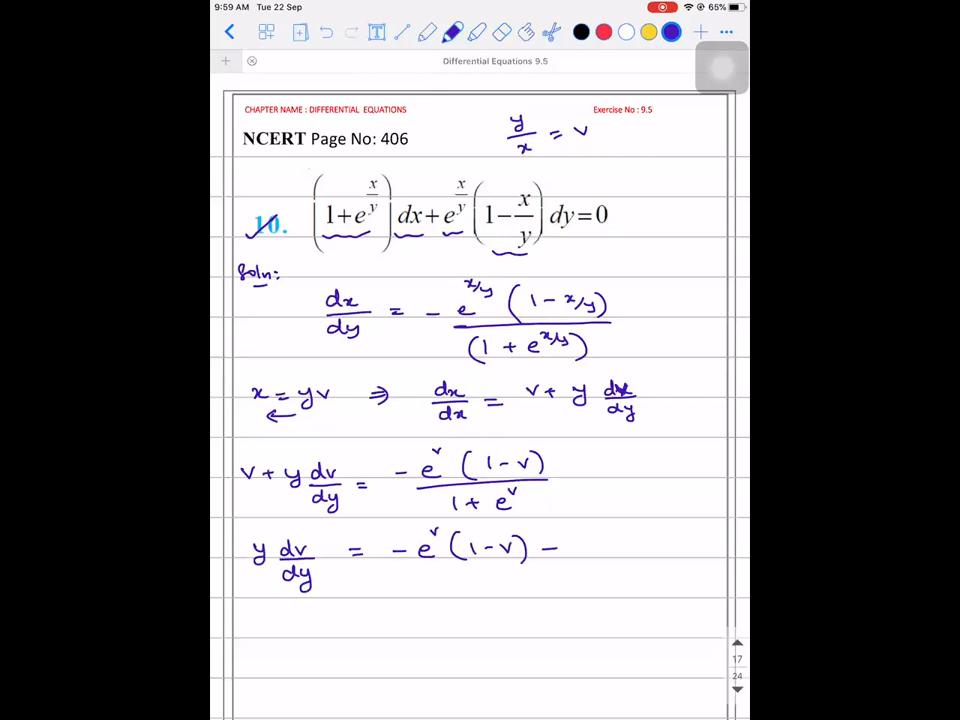 9:59 AM Tue 22 Sep 65%
Differential Equations 9.5
CHAPTER NAME : DIFFERENTIAL EQUATIONS Exercise No : 9.5
NCERT Page No: 406
y/x = v
10. (1+e^(x/y)) dx + e^(x/y) (1 − x/y) dy = 0
Soln:
dx/dy = − e^(x/y) (1 − x/y) / (1 + e^(x/y))
x = yv ⇒ dx/dx = v + y dv/dy
v + y dv/dy = − e^v (1 − v) / 1 + e^v
y dv/dy = − e^v (1 − v) −
17
24